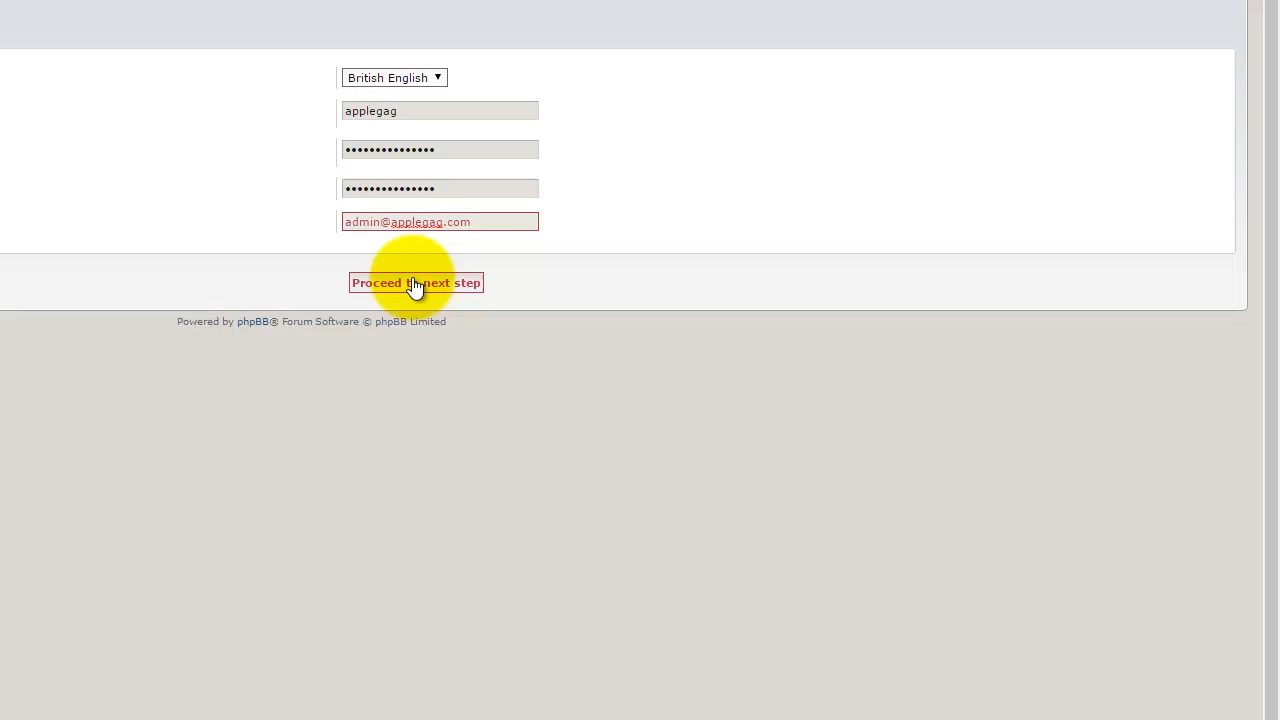 British English
applegag
•••••••••••••••
•••••••••••••••
admin@applegag.com
Proceed to next step
Powered by phpBB® Forum Software © phpBB Limited